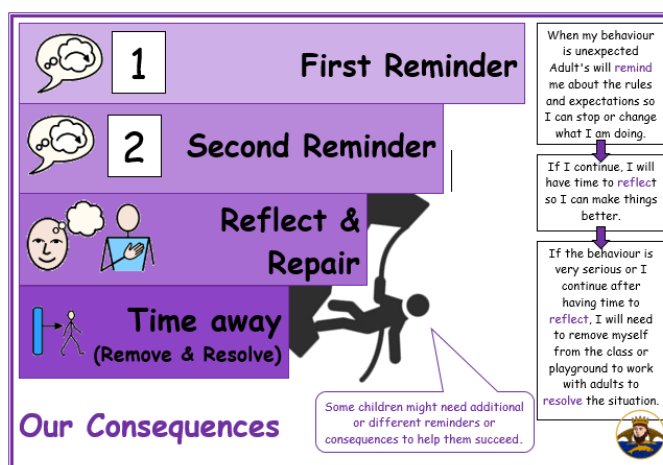 1
First Reminder
2
Second Reminder
Reflect &
Repair
Time away
(Remove & Resolve)
Our Consequences
Some children might need additional
or different reminders or
consequences to help them succeed.
When my behaviour
is unexpected
Adult's will remind
me about the rules
and expectations so
I can stop or change
what I am doing.
If I continue, I will
have time to reflect
so I can make things
better.
If the behaviour is
very serious or I
continue after
having time to
reflect, I will need
to remove myself
from the class or
playground to work
with adults to
resolve the situation.